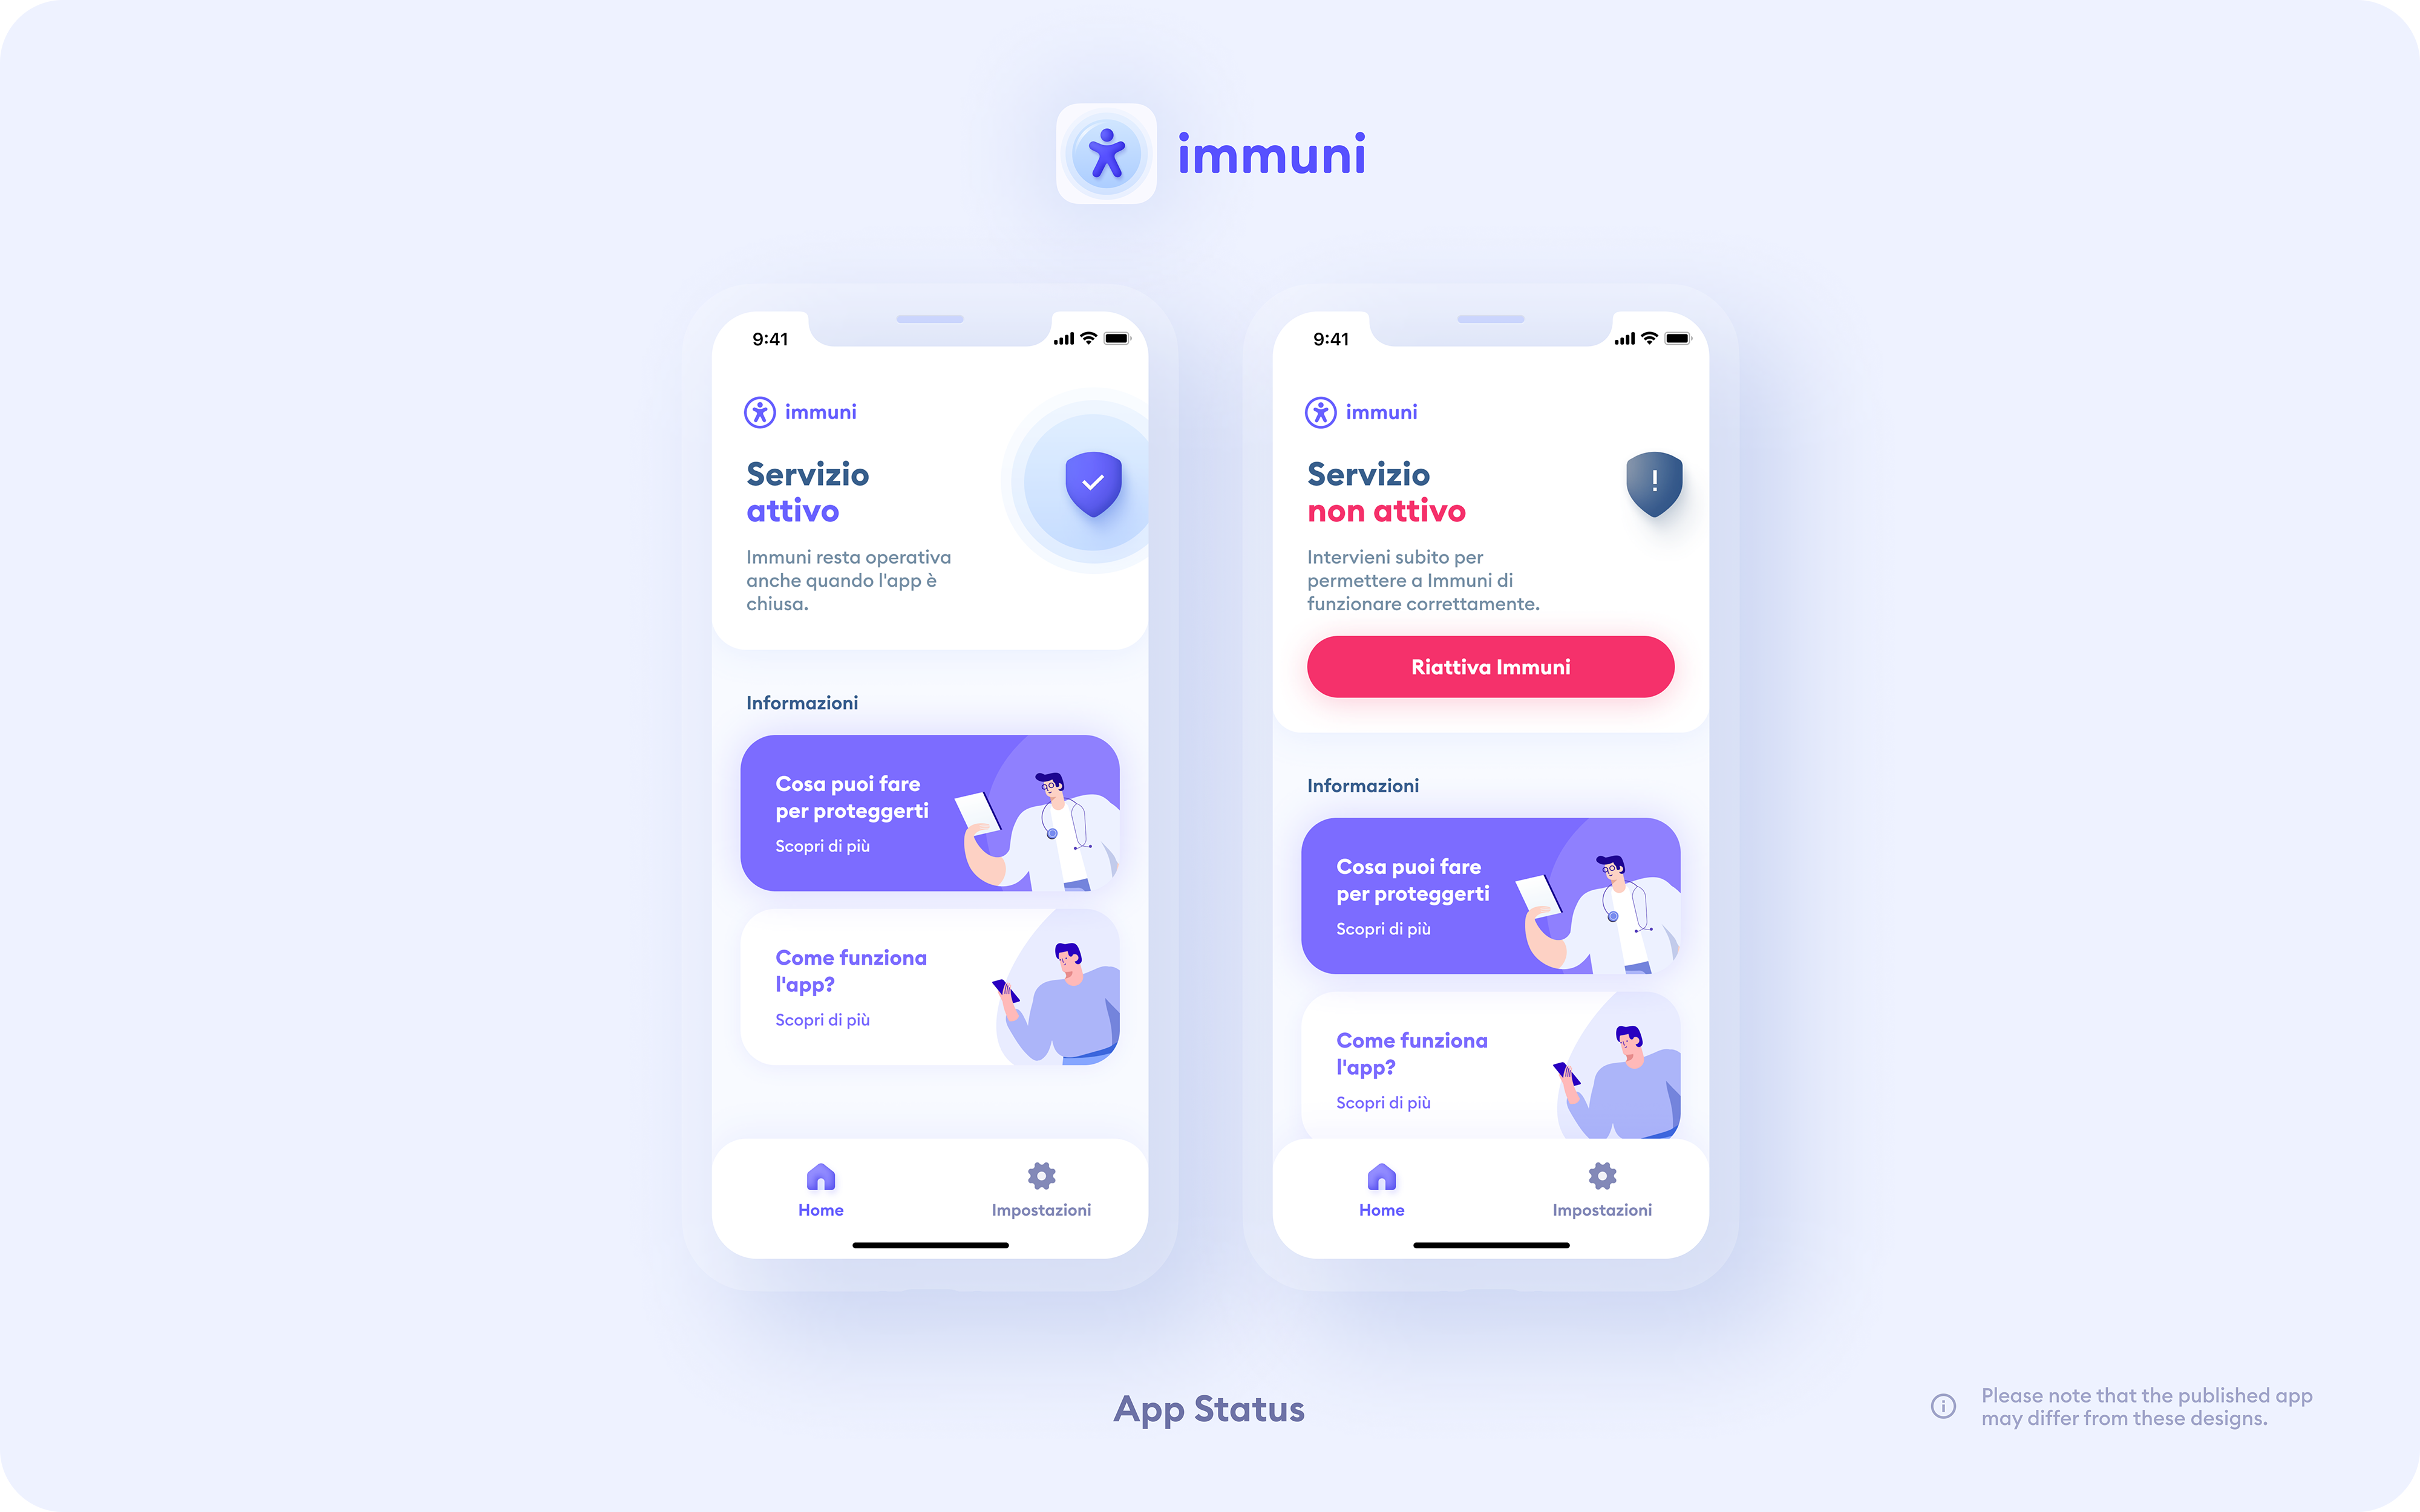 immuni
9:41
immuni
Servizio
attivo
Immuni resta operativa
anche quando l'app è
chiusa.
Informazioni
Cosa puoi fare
per proteggerti
Scopri di più
Come funziona
l'app?
Scopri di più
Home
Impostazioni
9:41
immuni
Servizio
non attivo
Intervieni subito per
permettere a Immuni di
funzionare correttamente.
Riattiva Immuni
Informazioni
Cosa puoi fare
per proteggerti
Scopri di più
Come funziona
l'app?
Scopri di più
Home
Impostazioni
App Status
Please note that the published app
may differ from these designs.